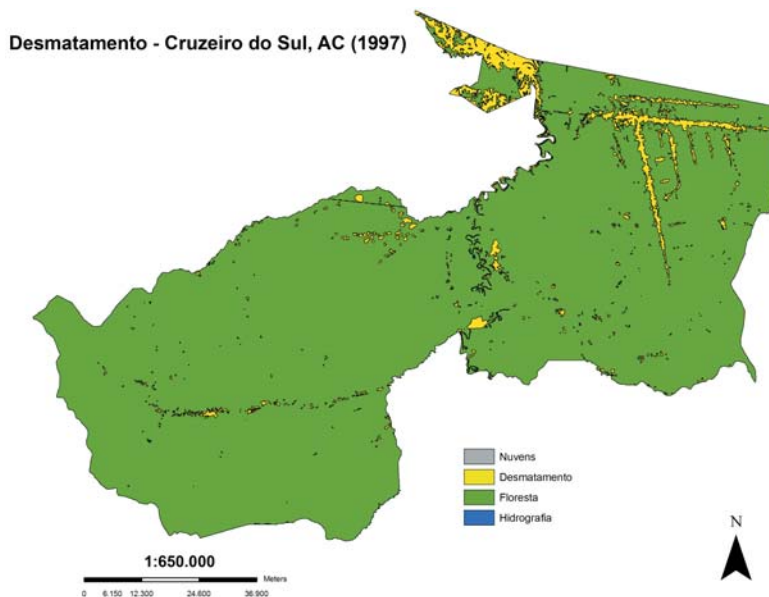 Desmatamento - Cruzeiro do Sul, AC (1997)
Nuvens
Desmatamento
Floresta
Hidrografia
N
1:650.000
Meters
0 6.150 12.300 24.600 36.900